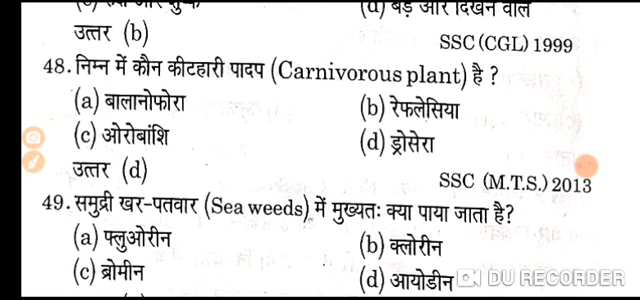 (d) बड़े और दिखने वाले
उत्तर (b)
SSC (CGL) 1999
48. निम्न में कौन कीटहारी पादप (Carnivorous plant) है ?
(a) बालानोफोरा (b) रेफलेसिया
(c) ओरोबांशि (d) ड्रोसेरा
उत्तर (d)
SSC (M.T.S.) 2013
49. समुद्री खर-पतवार (Sea weeds) में मुख्यतः क्या पाया जाता है?
(a) फ्लुओरीन (b) क्लोरीन
(c) ब्रोमीन (d) आयोडीन
DU RECORDER